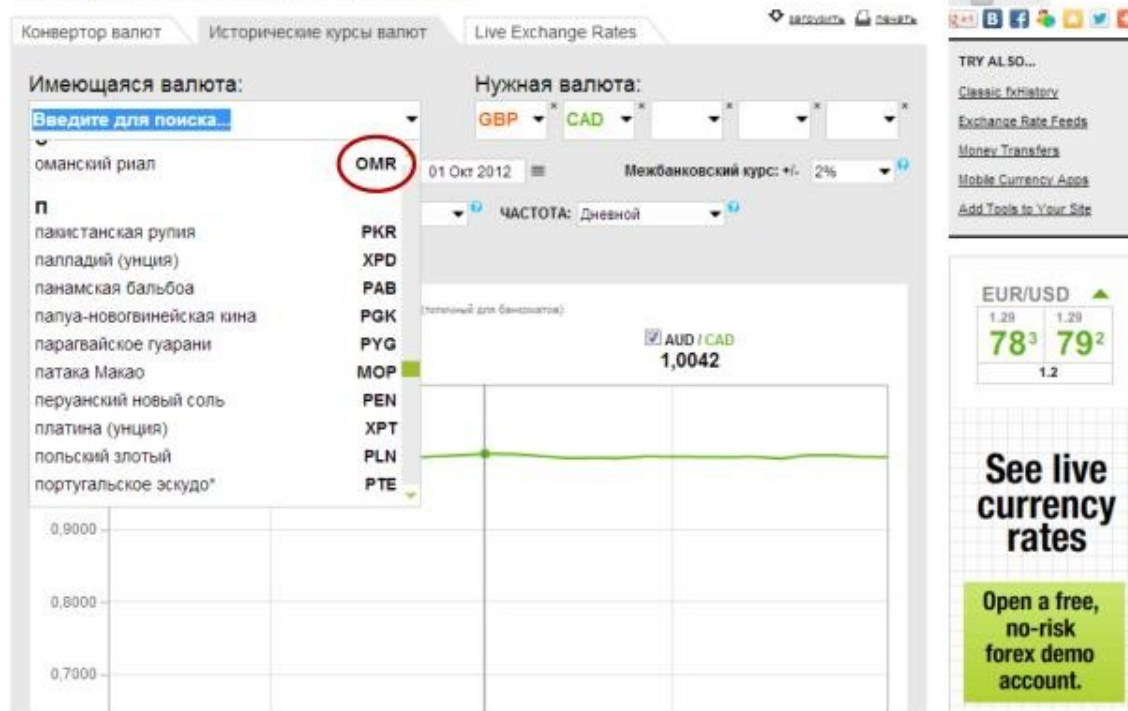 Конвертор валют
Исторические курсы валют
Live Exchange Rates
загрузить
печать
Имеющаяся валюта:
Нужная валюта:
Введите для поиска...
GBP
CAD
оманский риал OMR
01 Окт 2012
Межбанковский курс: +/- 2%
П
ЧАСТОТА: Дневной
пакистанская рупия PKR
палладий (унция) XPD
панамская бальбоа PAB
папуа-новогвинейская кина PGK
парагвайское гуарани PYG
патака Макао MOP
перуанский новый соль PEN
платина (унция) XPT
польский злотый PLN
португальское эскудо* PTE
AUD / CAD
1,0042
0,9000
0,8000
0,7000
TRY ALSO...
Classic fxHistory
Exchange Rate Feeds
Money Transfers
Mobile Currency Apps
Add Tools to Your Site
EUR/USD
1.29 1.29
78³ 79²
1.2
See live
currency
rates
Open a free,
no-risk
forex demo
account.